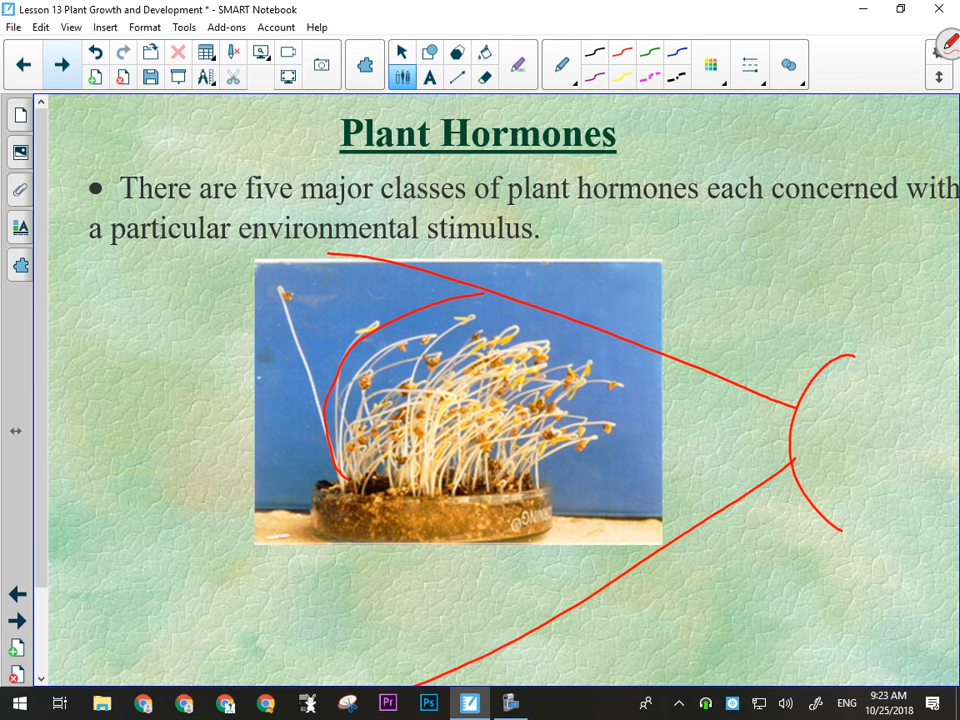 Lesson 13 Plant Growth and Development * - SMART Notebook
File Edit View Insert Format Tools Add-ons Account Help
Plant Hormones
• There are five major classes of plant hormones each concerned with
a particular environmental stimulus.
ENG
9:23 AM
10/25/2018